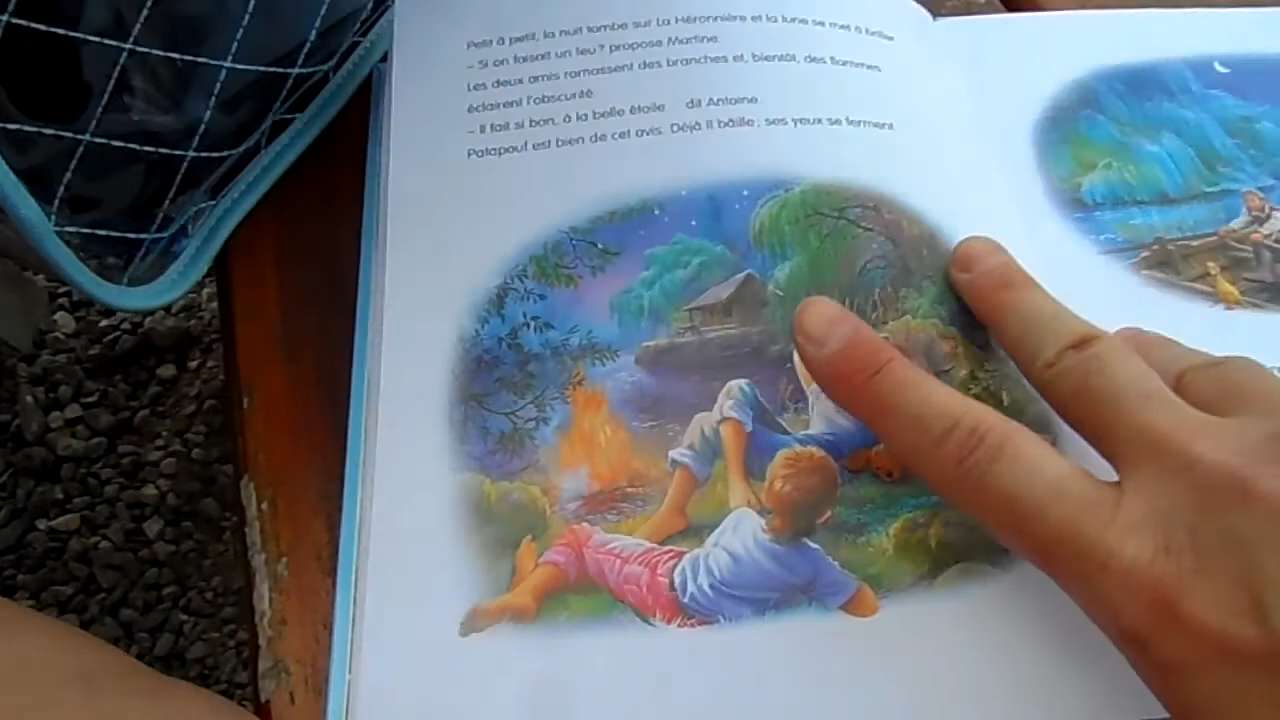 Petit à petit, la nuit tombe sur La Héronnière et la lune se met à briller.
– Si on faisait un feu ? propose Martine.
Les deux amis ramassent des branches et, bientôt, des flammes
éclairent l'obscurité.
– Il fait si bon, à la belle étoile... dit Antoine.
Patapouf est bien de cet avis. Déjà il bâille ; ses yeux se ferment.